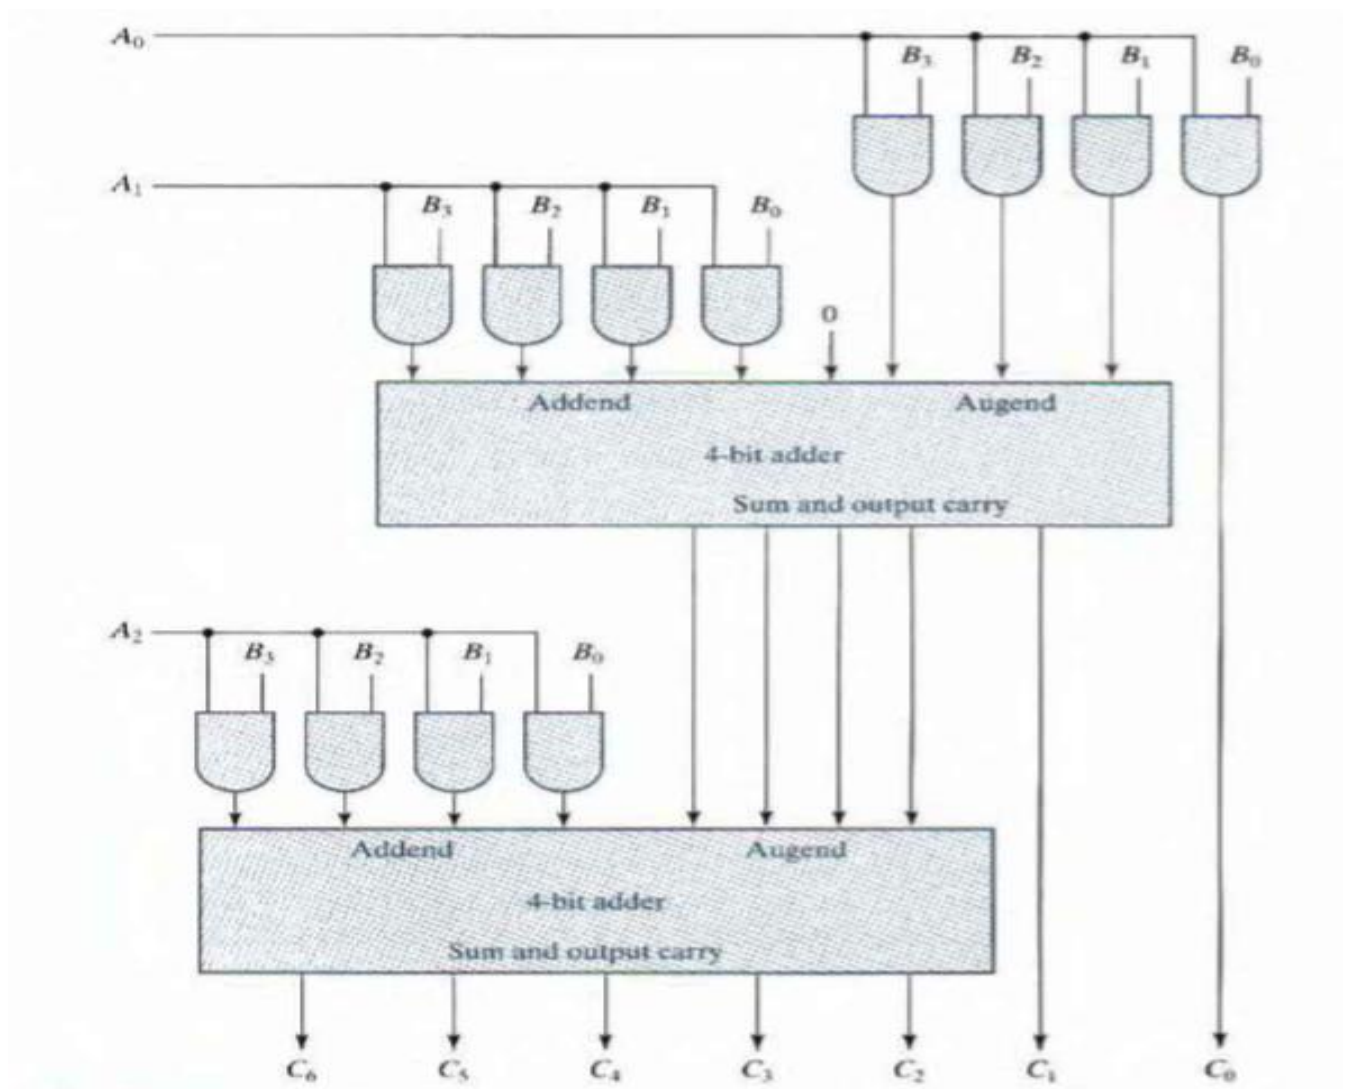 A₀
B₃ B₂ B₁ B₀
A₁
B₃ B₂ B₁ B₀
0
Addend Augend
4-bit adder
Sum and output carry
A₂
B₃ B₂ B₁ B₀
Addend Augend
4-bit adder
Sum and output carry
C₆ C₅ C₄ C₃ C₂ C₁ C₀